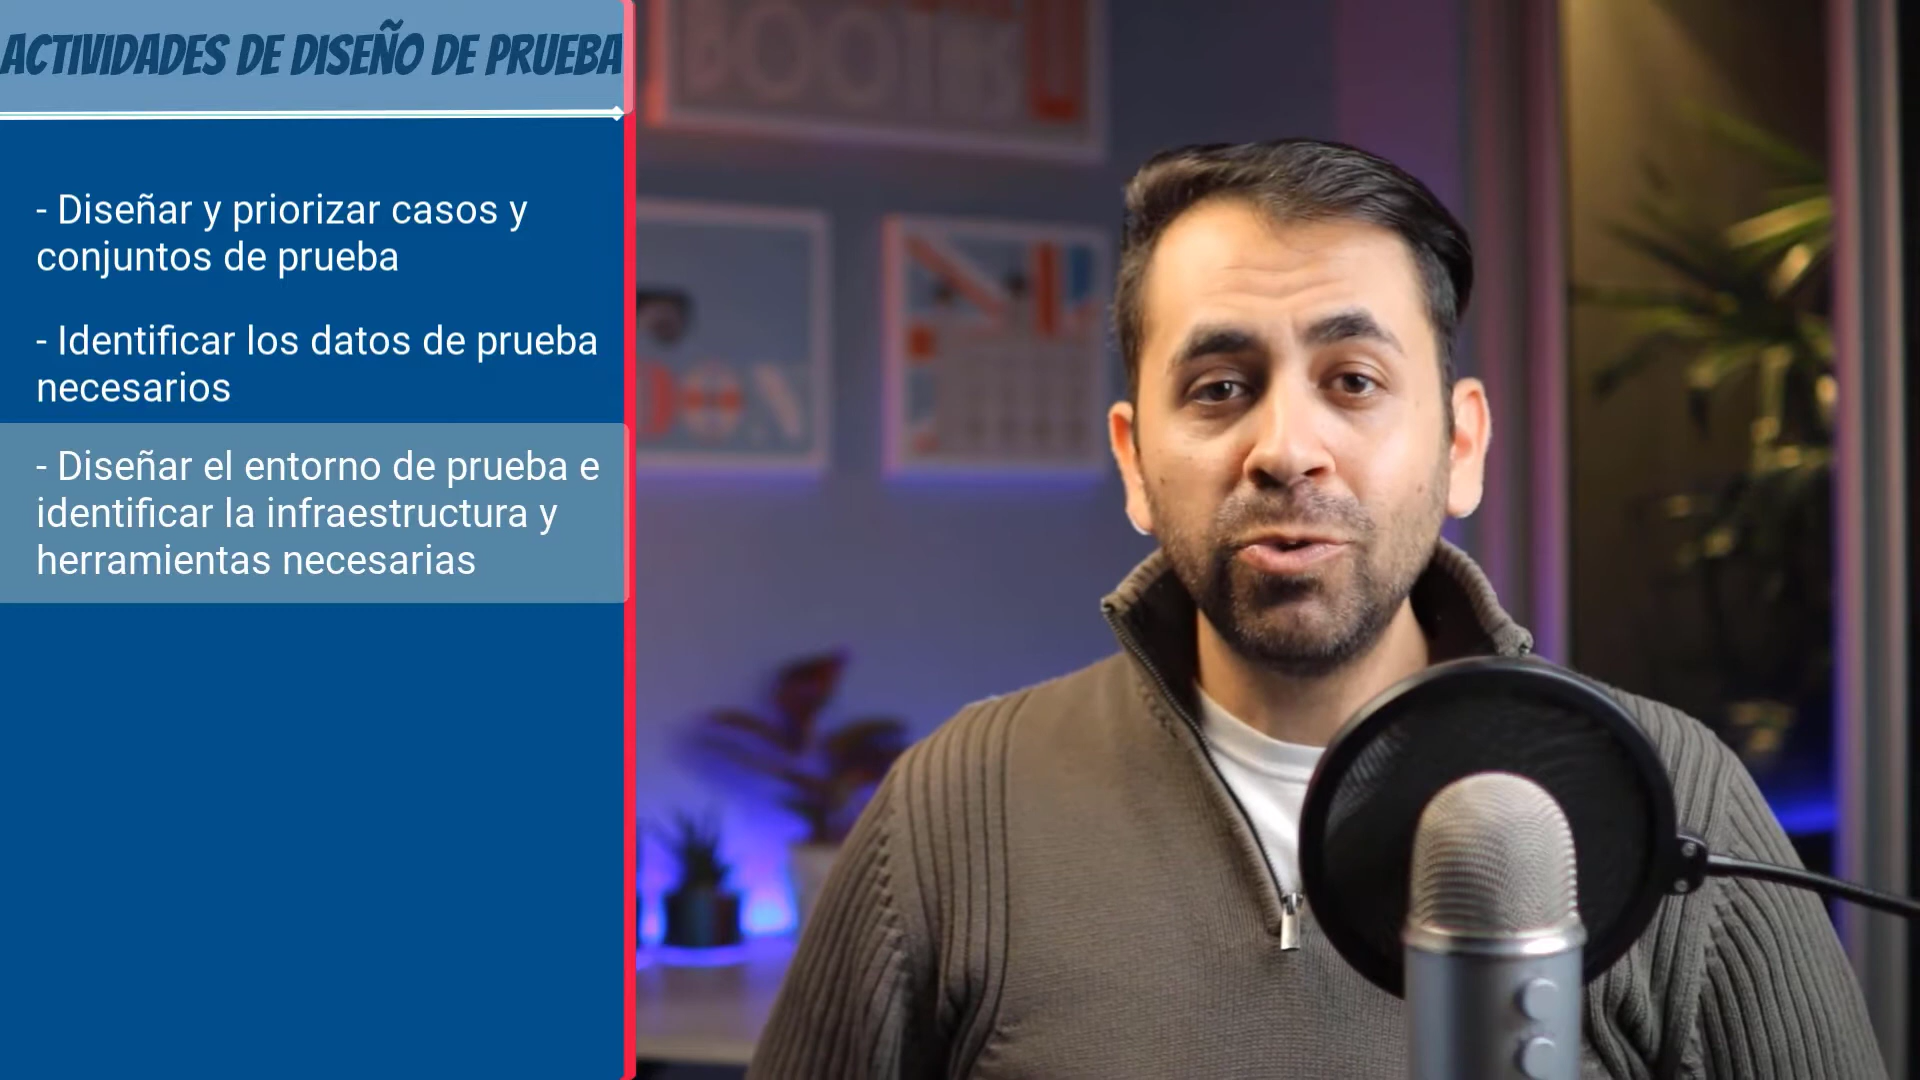 ACTIVIDADES DE DISEÑO DE PRUEBA
- Diseñar y priorizar casos y
conjuntos de prueba
- Identificar los datos de prueba
necesarios
- Diseñar el entorno de prueba e
identificar la infraestructura y
herramientas necesarias